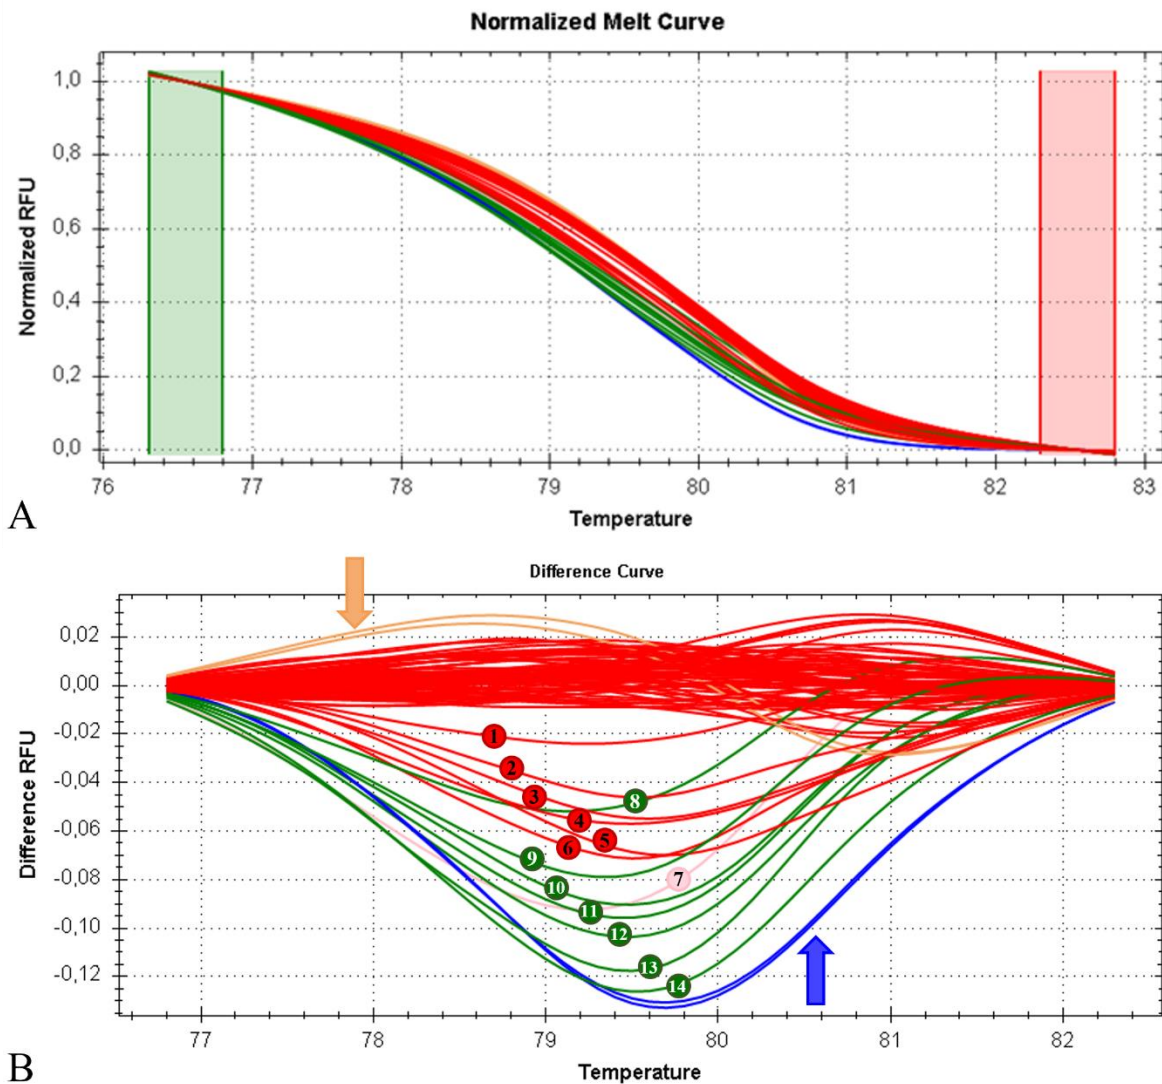 Normalized Melt Curve
Normalized RFU
1,0
0,8
0,6
0,4
0,2
0,0
76 77 78 79 80 81 82 83
Temperature
A
Difference Curve
Difference RFU
0,02
0,00
-0,02
-0,04
-0,06
-0,08
-0,10
-0,12
1
2
3
8
4
5
6
9
7
10
11
12
13
14
77 78 79 80 81 82
Temperature
B